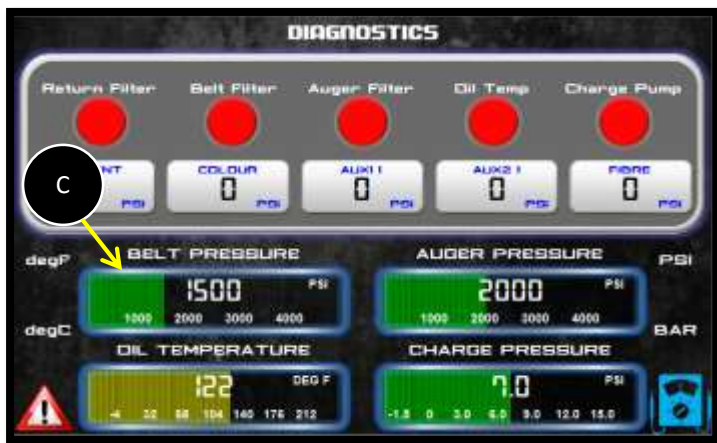 DIAGNOSTICS
Return Filter Belt Filter Auger Filter Oil Temp Charge Pump
COLOUR AUX1 1 AUX2 1 FIBRE
0 0 0 0
PSI PSI PSI PSI PSI
C
degF BELT PRESSURE AUGER PRESSURE PSI
1500 PSI 2000 PSI
1000 2000 3000 4000 1000 2000 3000 4000
degC BAR
OIL TEMPERATURE CHARGE PRESSURE
122 DEG F 7.0 PSI
-4 32 68 104 140 176 212 -1.5 0 3.0 6.0 9.0 12.0 15.0